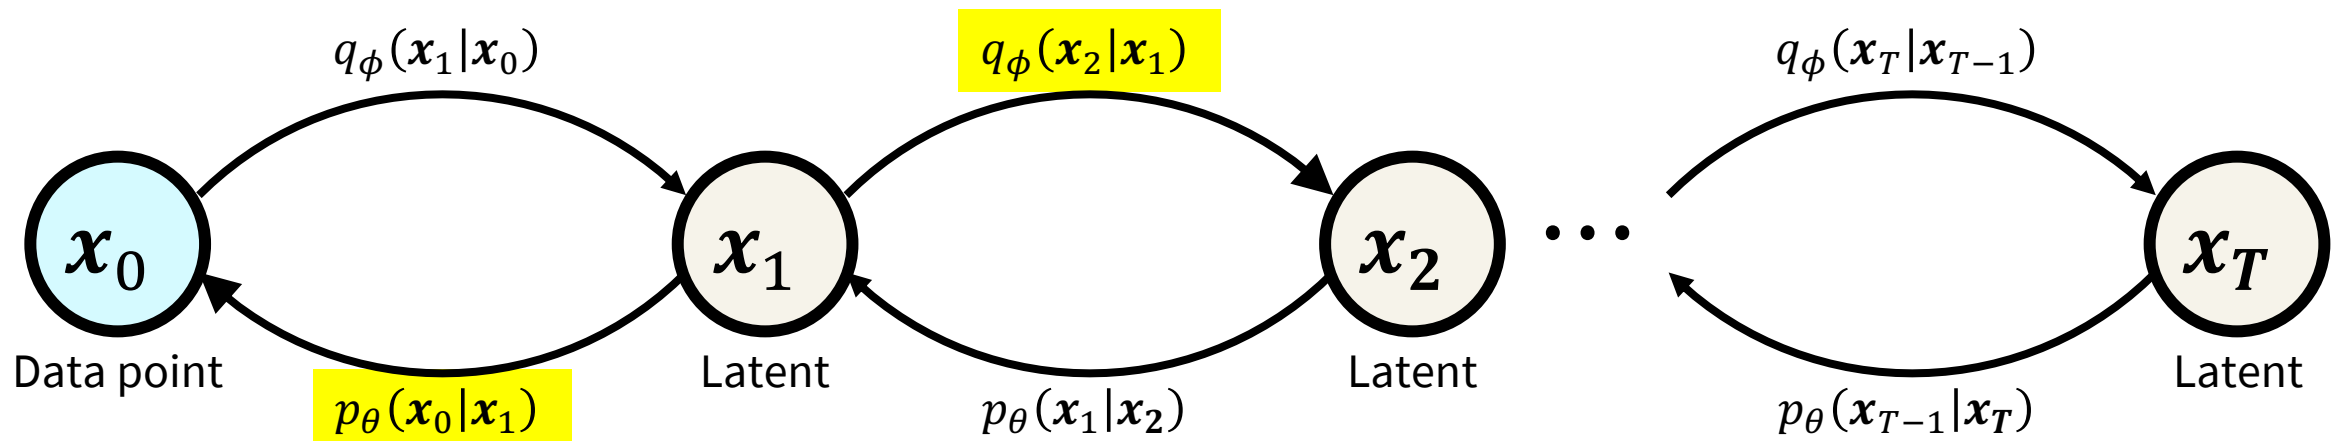 q_ϕ(x_1|x_0) q_ϕ(x_2|x_1) q_ϕ(x_T|x_{T−1})
x_0 x_1 x_2 ⋯ x_T
Data point Latent Latent Latent
p_θ(x_0|x_1) p_θ(x_1|x_2) p_θ(x_{T−1}|x_T)